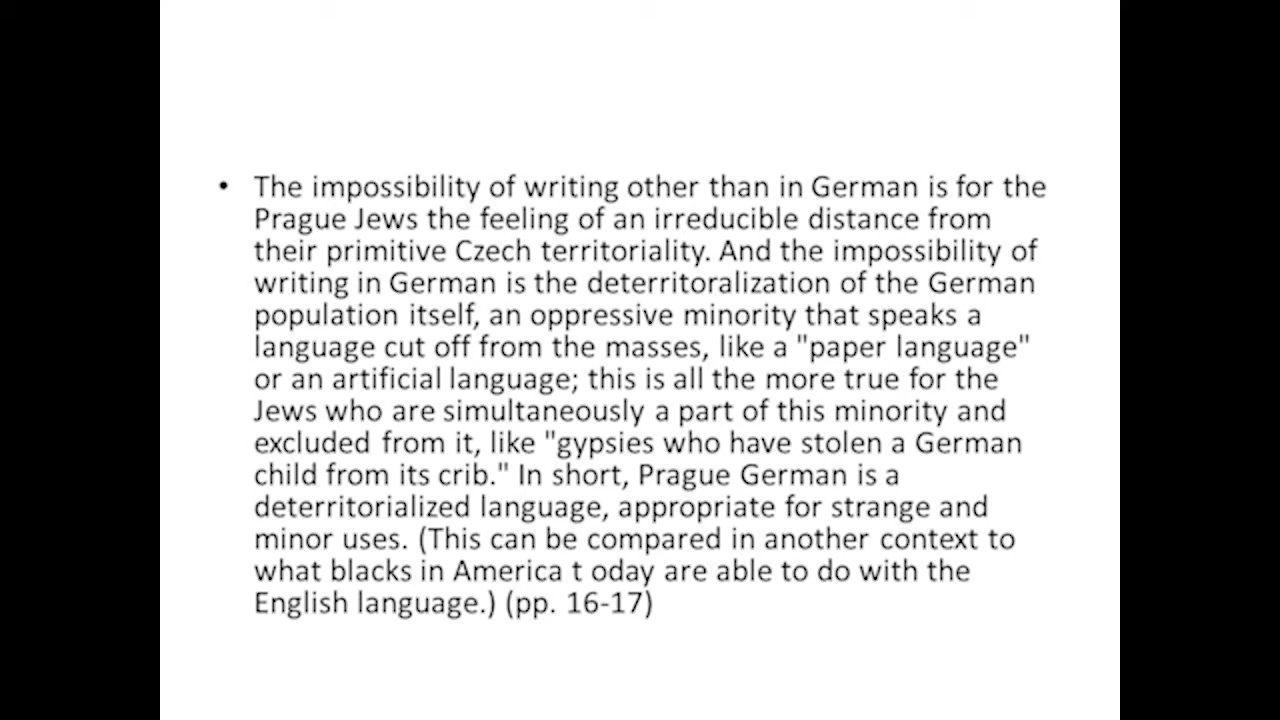 • The impossibility of writing other than in German is for the
Prague Jews the feeling of an irreducible distance from
their primitive Czech territoriality. And the impossibility of
writing in German is the deterritoralization of the German
population itself, an oppressive minority that speaks a
language cut off from the masses, like a "paper language"
or an artificial language; this is all the more true for the
Jews who are simultaneously a part of this minority and
excluded from it, like "gypsies who have stolen a German
child from its crib." In short, Prague German is a
deterritorialized language, appropriate for strange and
minor uses. (This can be compared in another context to
what blacks in America t oday are able to do with the
English language.) (pp. 16-17)